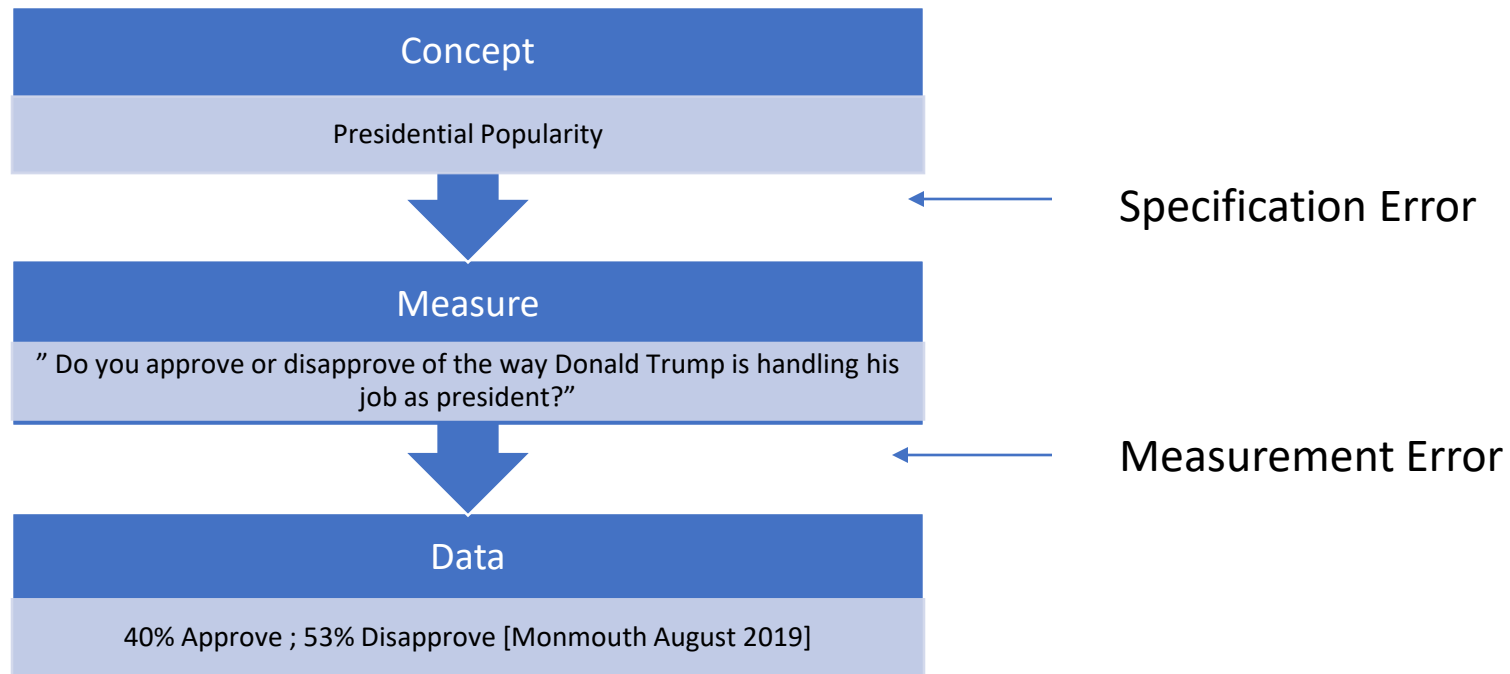 Concept
Presidential Popularity
Specification Error
Measure
” Do you approve or disapprove of the way Donald Trump is handling his
job as president?”
Measurement Error
Data
40% Approve ; 53% Disapprove [Monmouth August 2019]